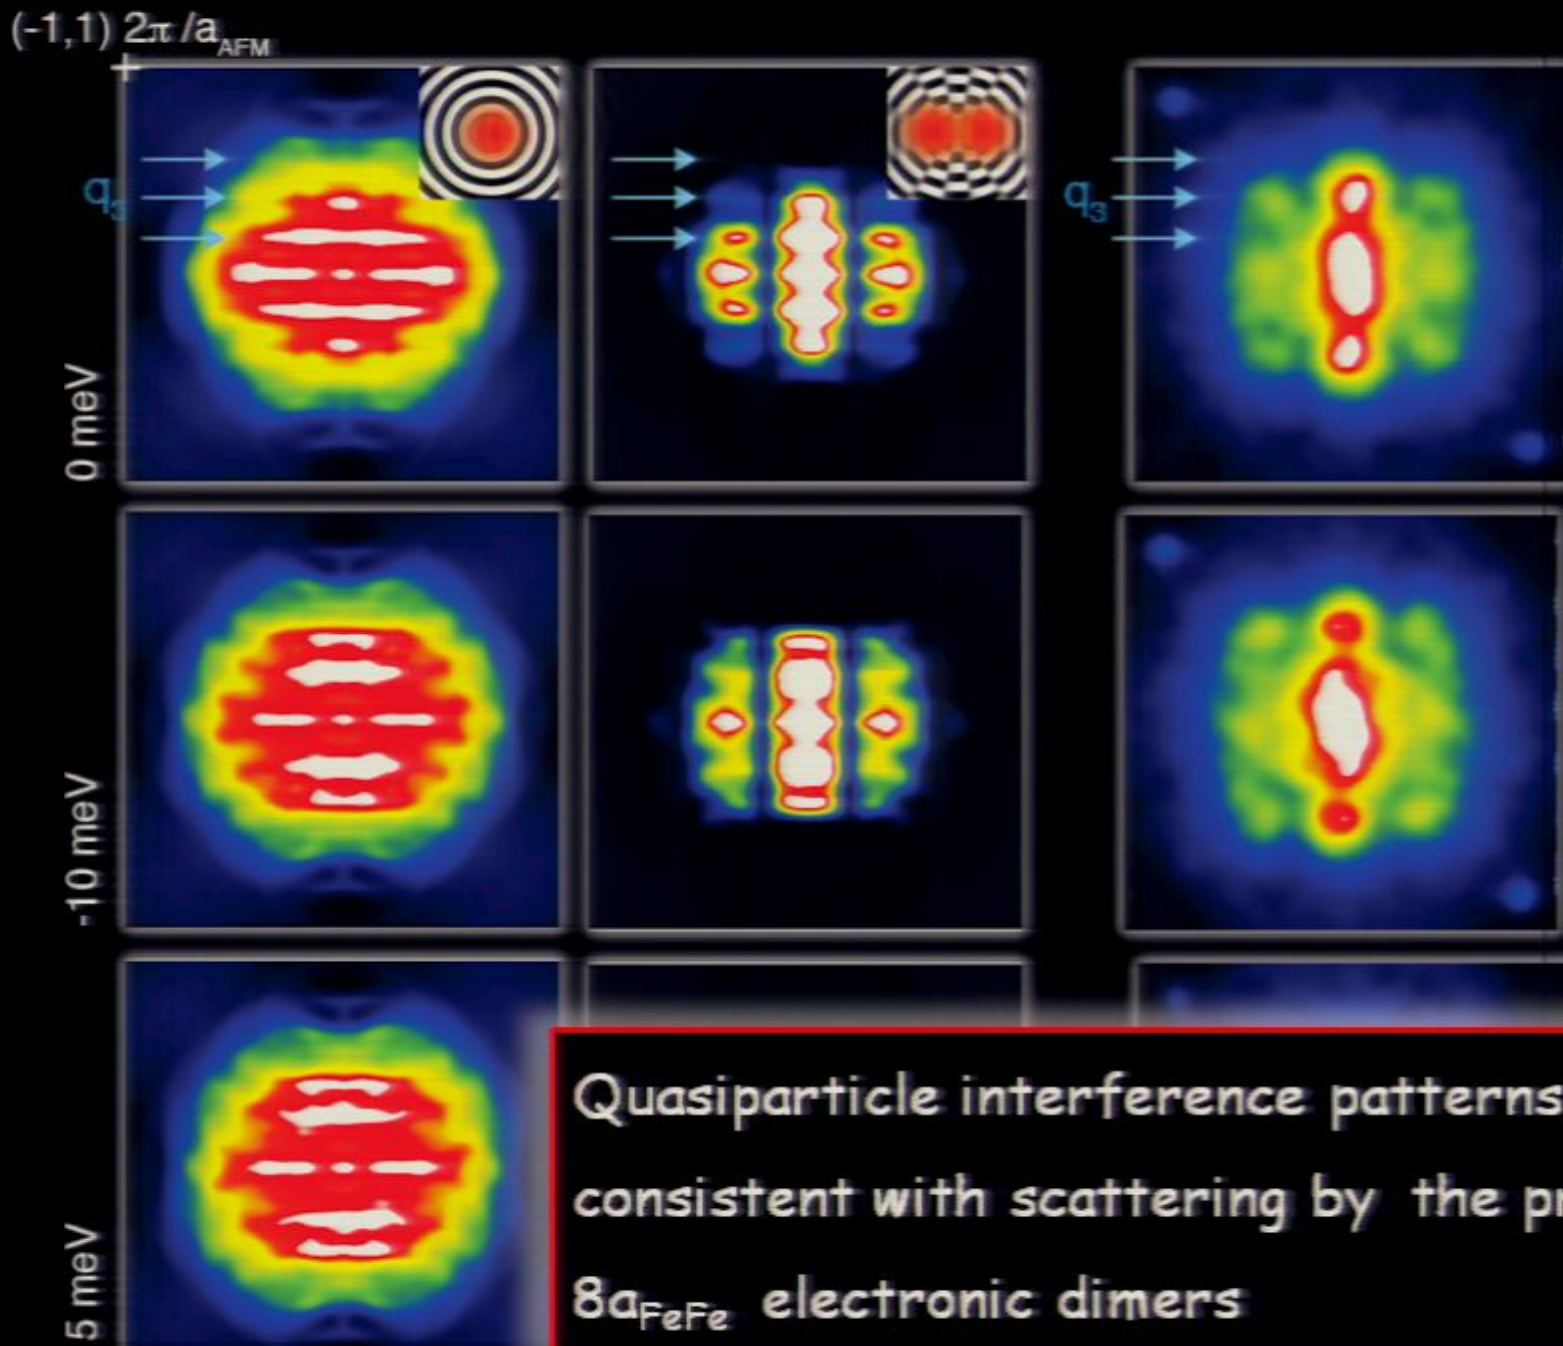 (-1,1) 2π /a_AFM
q₃
q₃
0 meV
-10 meV
5 meV
Quasiparticle interference patterns
consistent with scattering by the
8a_FeFe electronic dimers